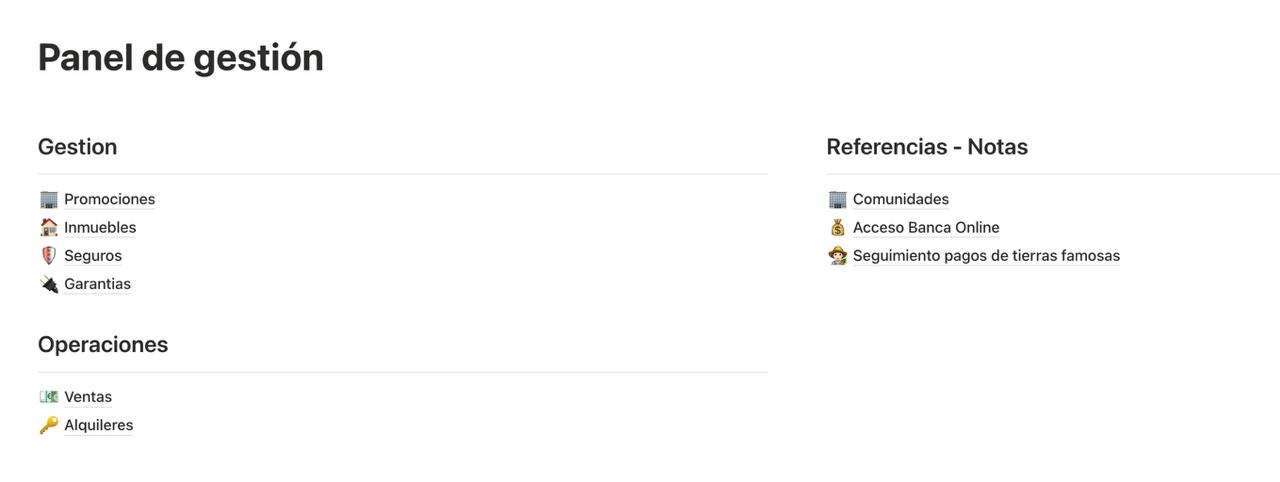 Panel de gestión
Gestion
🏢 Promociones
🏠 Inmuebles
🛡️ Seguros
🔌 Garantias
Operaciones
💵 Ventas
🔑 Alquileres
Referencias - Notas
🏢 Comunidades
💰 Acceso Banca Online
🧑‍🌾 Seguimiento pagos de tierras famosas